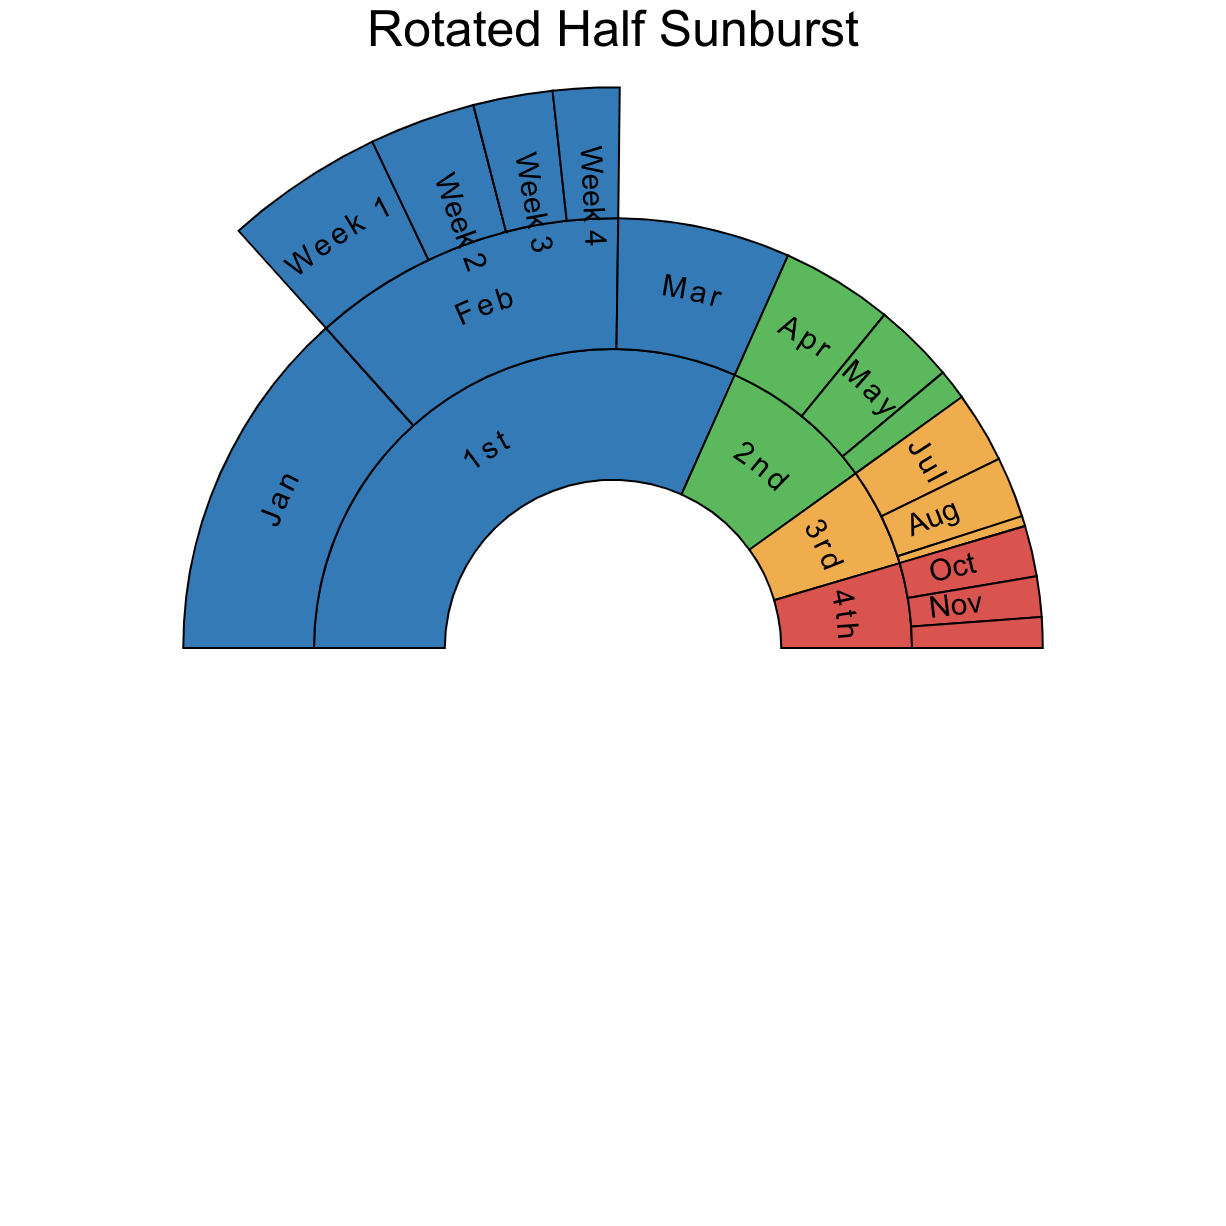 Rotated Half Sunburst
Week 1
Week 2
Week 3
Week 4
Jan
Feb
Mar
Apr
May
Jul
Aug
Oct
Nov
1st
2nd
3rd
4th